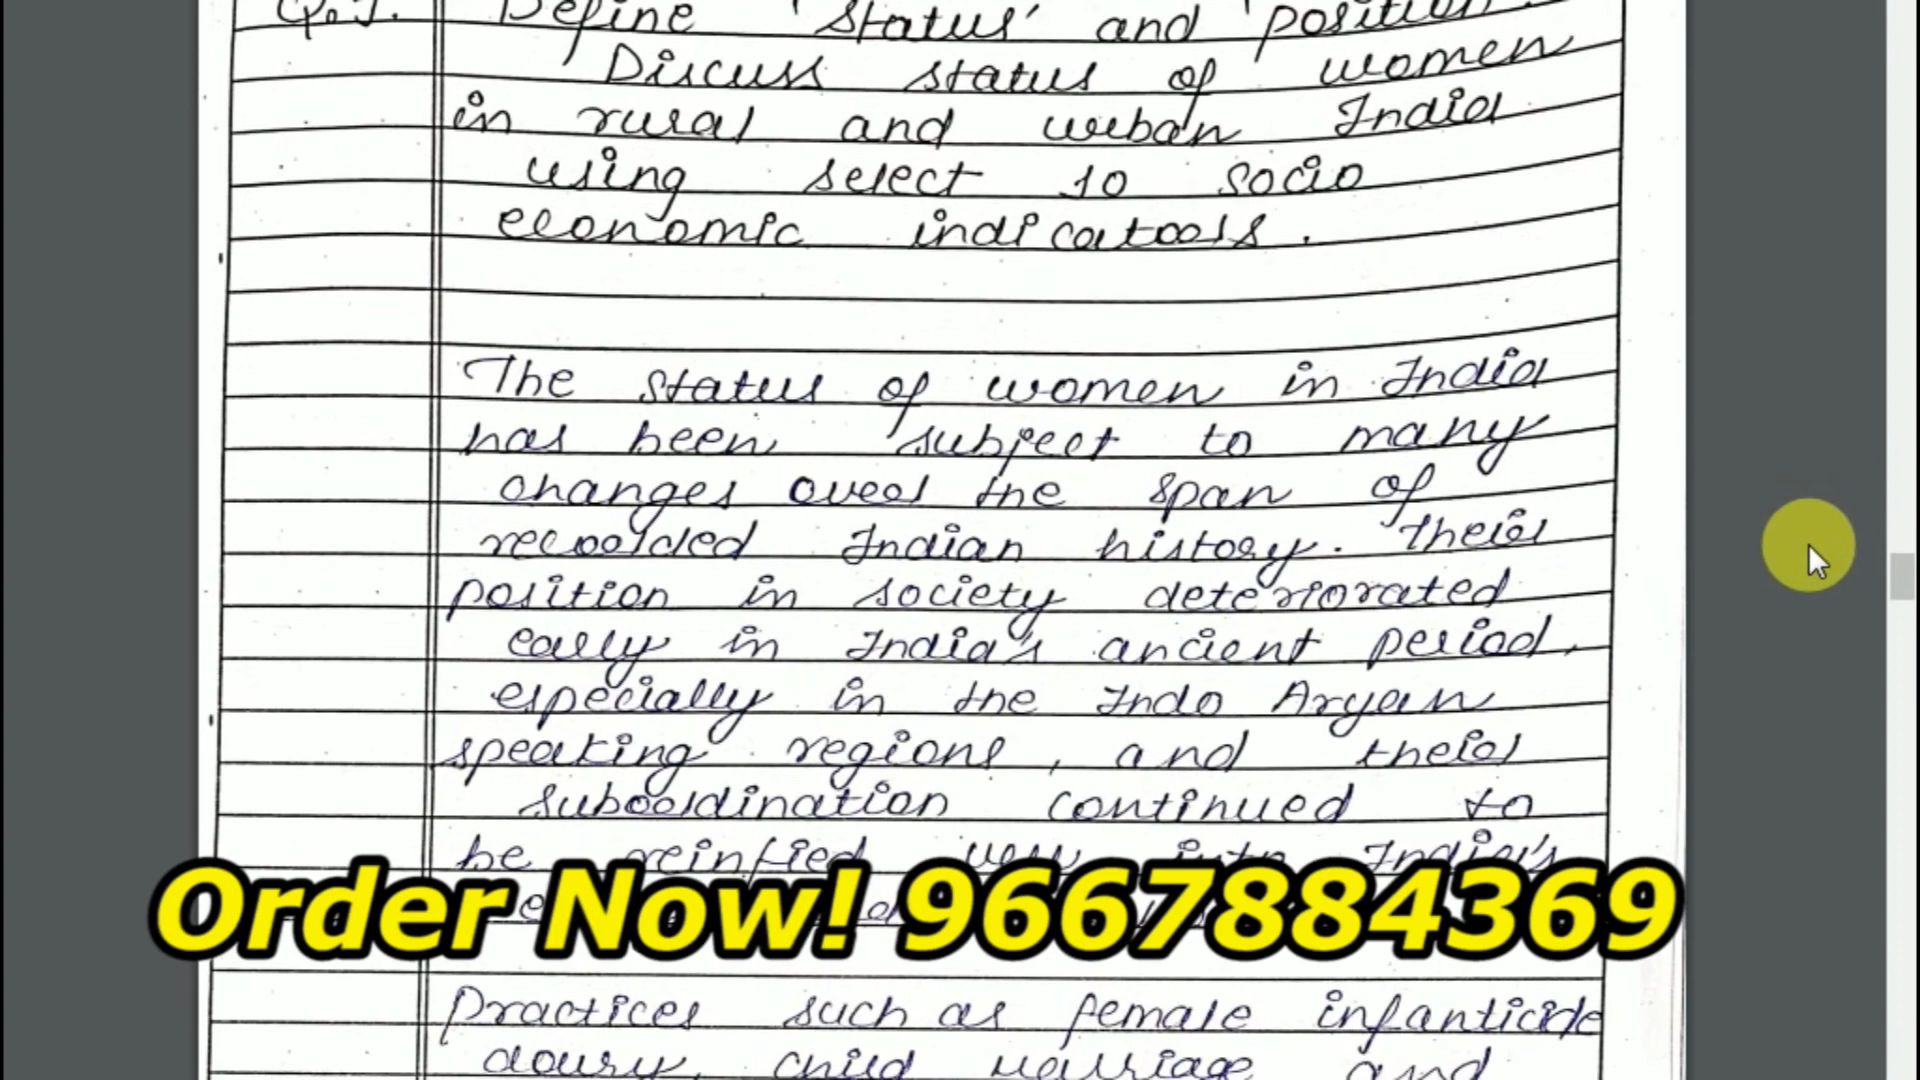 Define 'status' and 'position'.
Discuss status of women
in rural and urban India
using select 10 socio
economic indicators.
The status of women in India
has been subject to many
changes over the span of
recorded Indian history. Their
position in society deteriorated
early in India's ancient period,
especially in the Indo Aryan
speaking regions, and their
subordination continued to
be reinfied very into India's
Order Now! 9667884369
Practices such as female infanticide
dowry, child marriage and